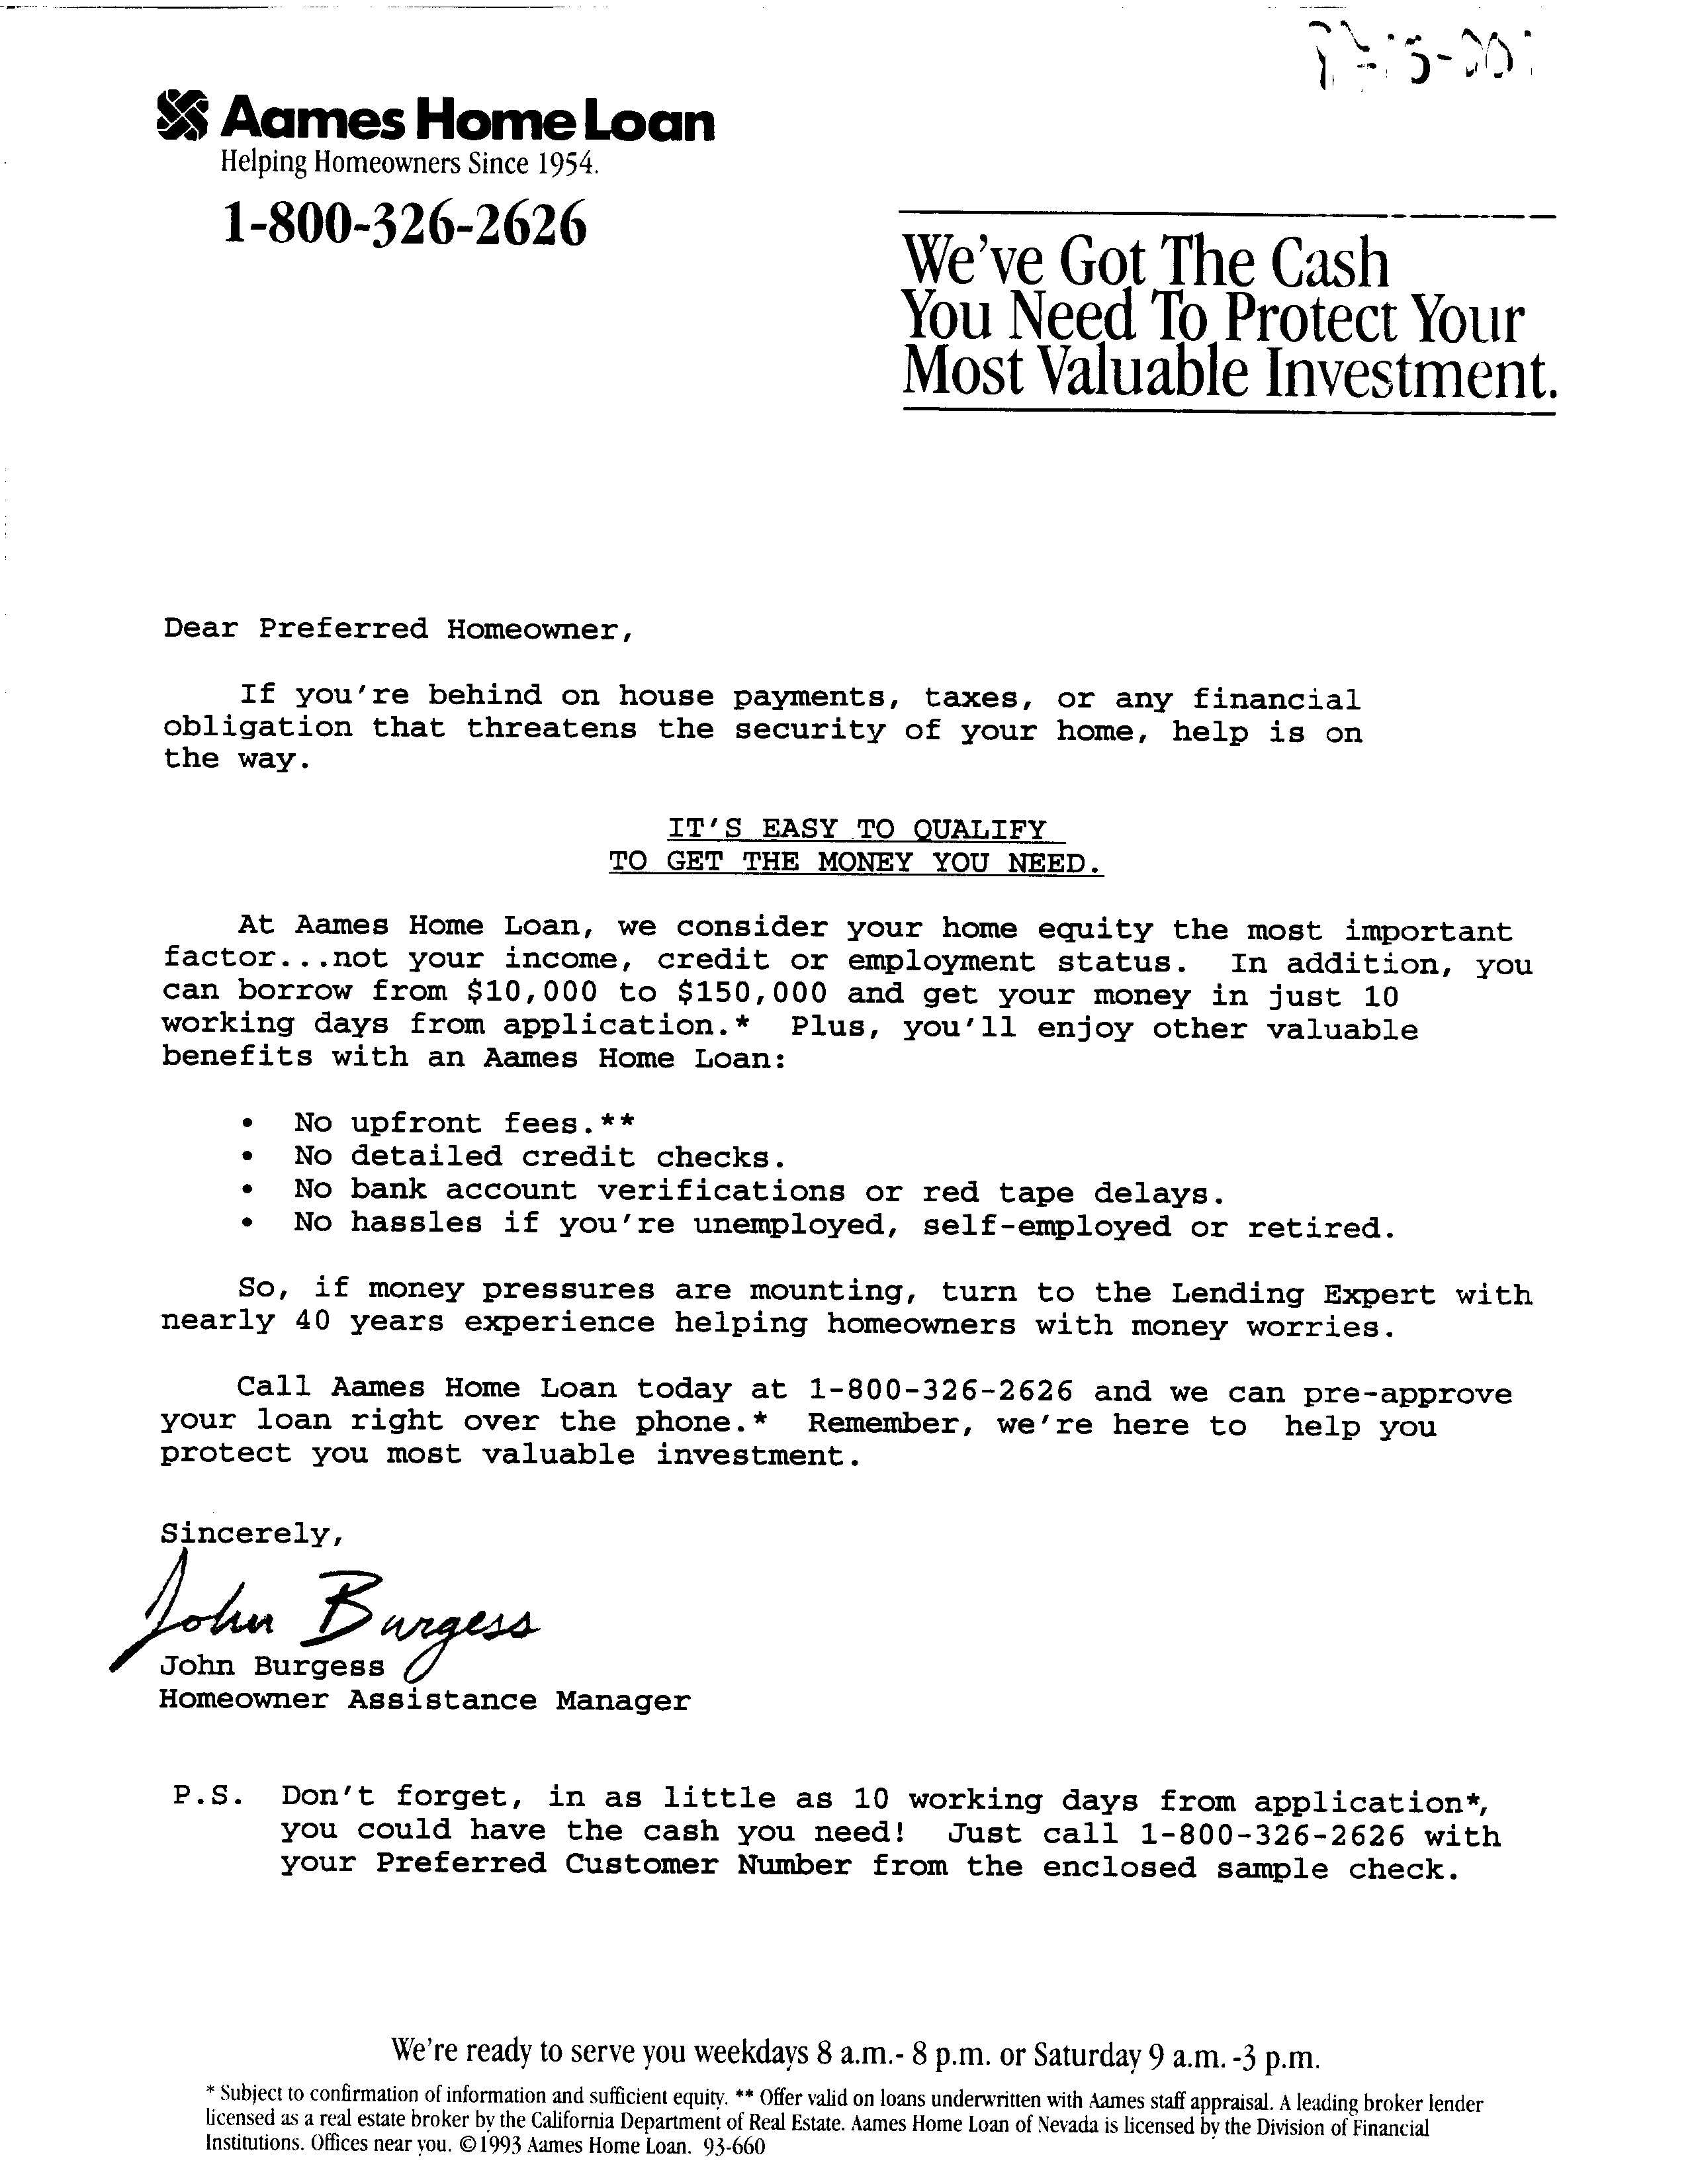 Aames Home Loan
Helping Homeowners Since 1954.
1-800-326-2626
We've Got The Cash
You Need To Protect Your
Most Valuable Investment.
Dear Preferred Homeowner,
If you're behind on house payments, taxes, or any financial
obligation that threatens the security of your home, help is on
the way.
IT'S EASY TO QUALIFY
TO GET THE MONEY YOU NEED.
At Aames Home Loan, we consider your home equity the most important
factor...not your income, credit or employment status. In addition, you
can borrow from $10,000 to $150,000 and get your money in just 10
working days from application.* Plus, you'll enjoy other valuable
benefits with an Aames Home Loan:
• No upfront fees.**
• No detailed credit checks.
• No bank account verifications or red tape delays.
• No hassles if you're unemployed, self-employed or retired.
So, if money pressures are mounting, turn to the Lending Expert with
nearly 40 years experience helping homeowners with money worries.
Call Aames Home Loan today at 1-800-326-2626 and we can pre-approve
your loan right over the phone.* Remember, we're here to help you
protect you most valuable investment.
Sincerely,
John Burgess
John Burgess
Homeowner Assistance Manager
P.S. Don't forget, in as little as 10 working days from application*,
you could have the cash you need! Just call 1-800-326-2626 with
your Preferred Customer Number from the enclosed sample check.
We're ready to serve you weekdays 8 a.m.- 8 p.m. or Saturday 9 a.m. -3 p.m.
* Subject to confirmation of information and sufficient equity. ** Offer valid on loans underwritten with Aames staff appraisal. A leading broker lender
licensed as a real estate broker by the California Department of Real Estate. Aames Home Loan of Nevada is licensed by the Division of Financial
Institutions. Offices near you. © 1993 Aames Home Loan. 93-660